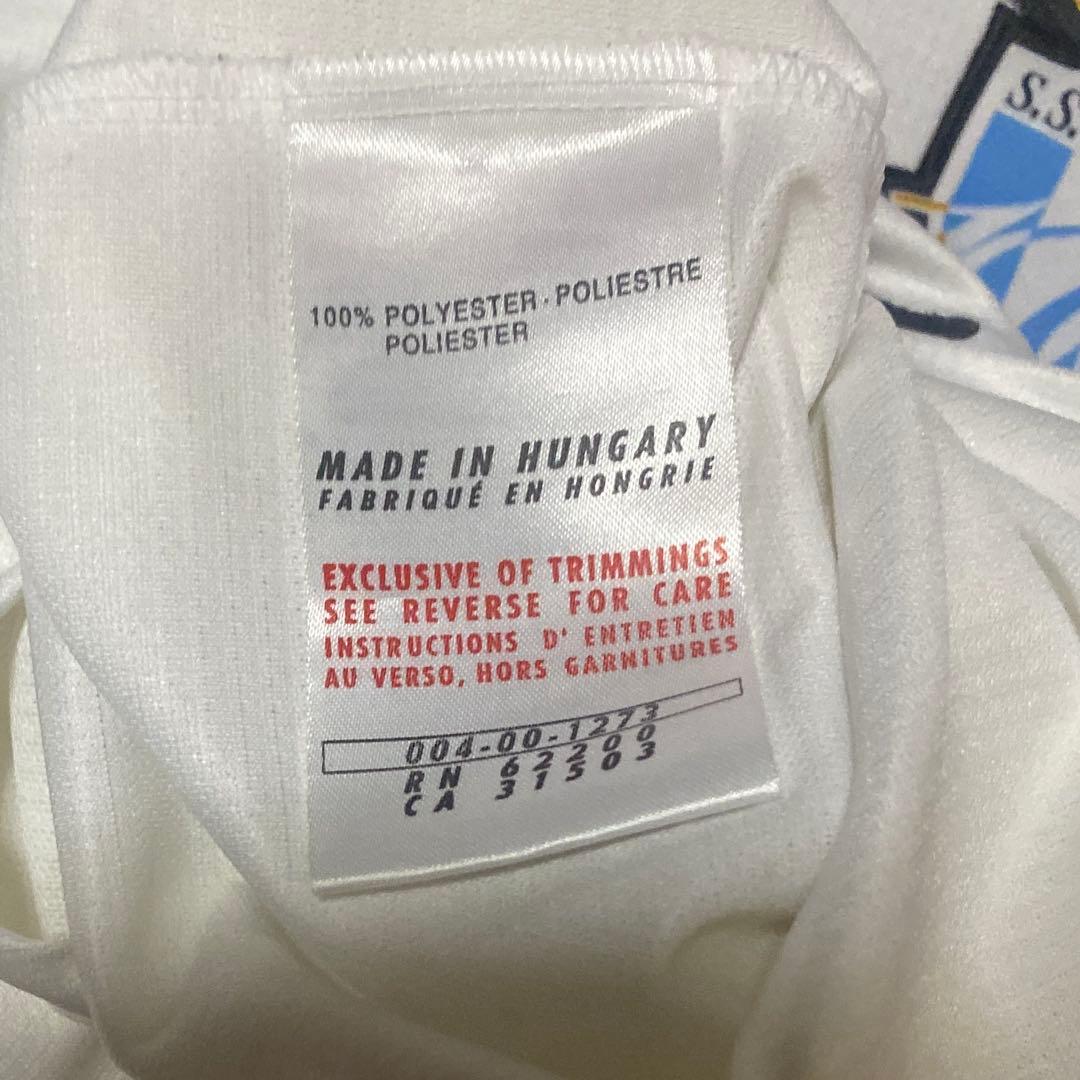 S.S.
100% POLYESTER · POLIESTRE
POLIESTER
MADE IN HUNGARY
FABRIQUÉ EN HONGRIE
EXCLUSIVE OF TRIMMINGS
SEE REVERSE FOR CARE
INSTRUCTIONS D' ENTRETIEN
AU VERSO, HORS GARNITURES
004-00-1273
RN 62200
CA 31503